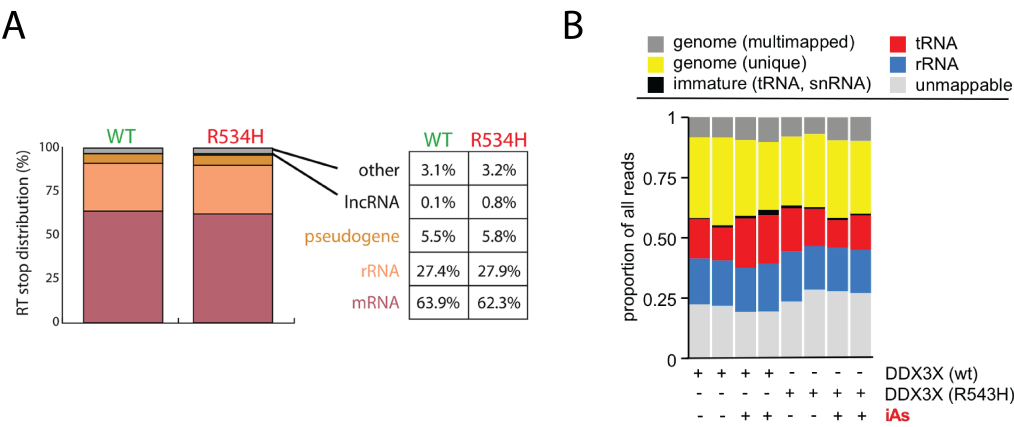 A
WT R534H
RT stop distribution (%)
100
75
50
25
0
WT R534H
other 3.1% 3.2%
lncRNA 0.1% 0.8%
pseudogene 5.5% 5.8%
rRNA 27.4% 27.9%
mRNA 63.9% 62.3%
B
genome (multimapped) tRNA
genome (unique) rRNA
immature (tRNA, snRNA) unmappable
proportion of all reads
1
0.75
0.50
0.25
0
+ + + + - - - - DDX3X (wt)
- - - - + + + + DDX3X (R543H)
- - + + - - + + iAs